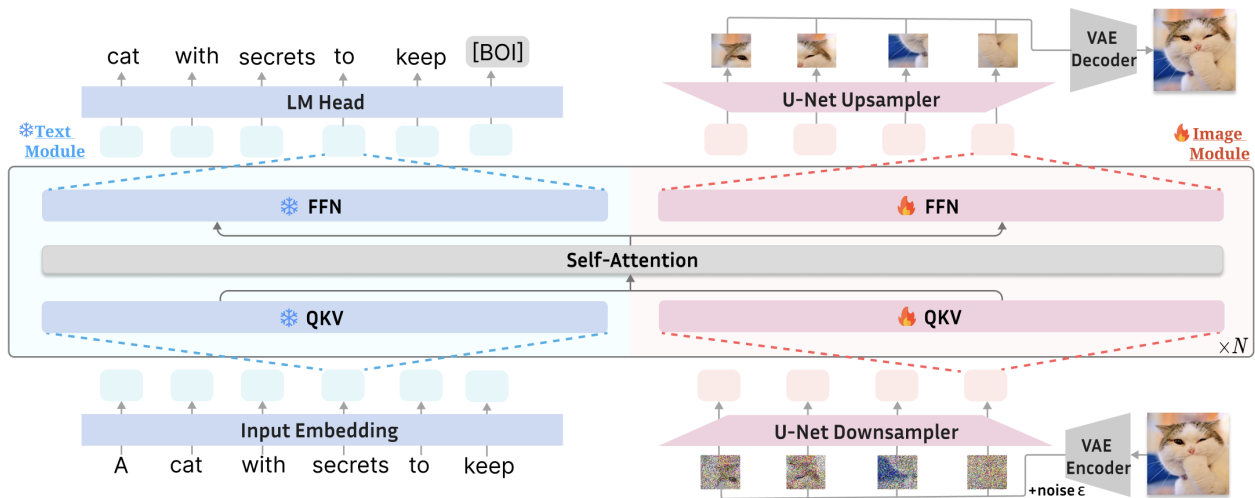 cat with secrets to keep [BOI]
LM Head
Text
Module
FFN
FFN
Self-Attention
QKV
QKV
×N
Input Embedding
A cat with secrets to keep
U-Net Upsampler
VAE
Decoder
Image
Module
U-Net Downsampler
VAE
Encoder
+noise ε